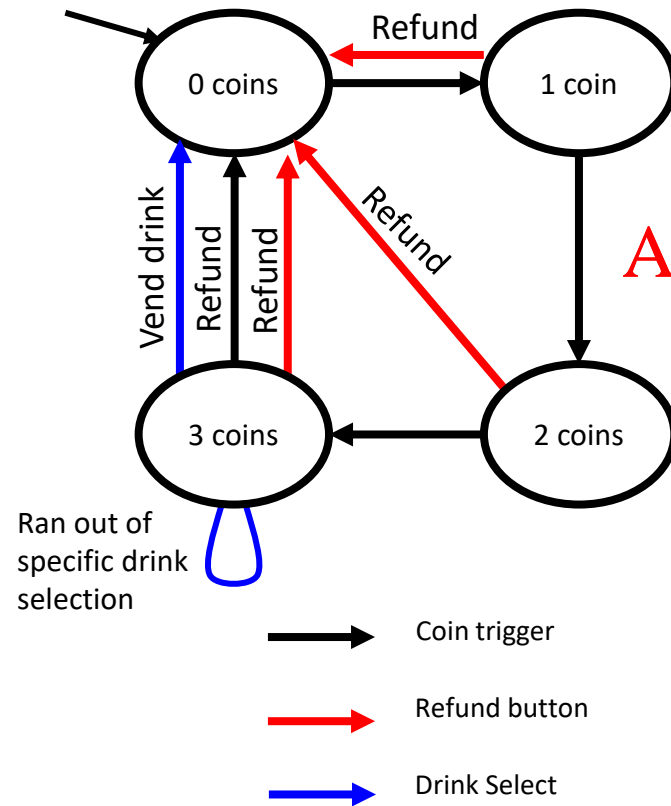 Refund
0 coins
1 coin
Vend drink
Refund
Refund
Refund
A
3 coins
2 coins
Ran out of
specific drink
selection
Coin trigger
Refund button
Drink Select